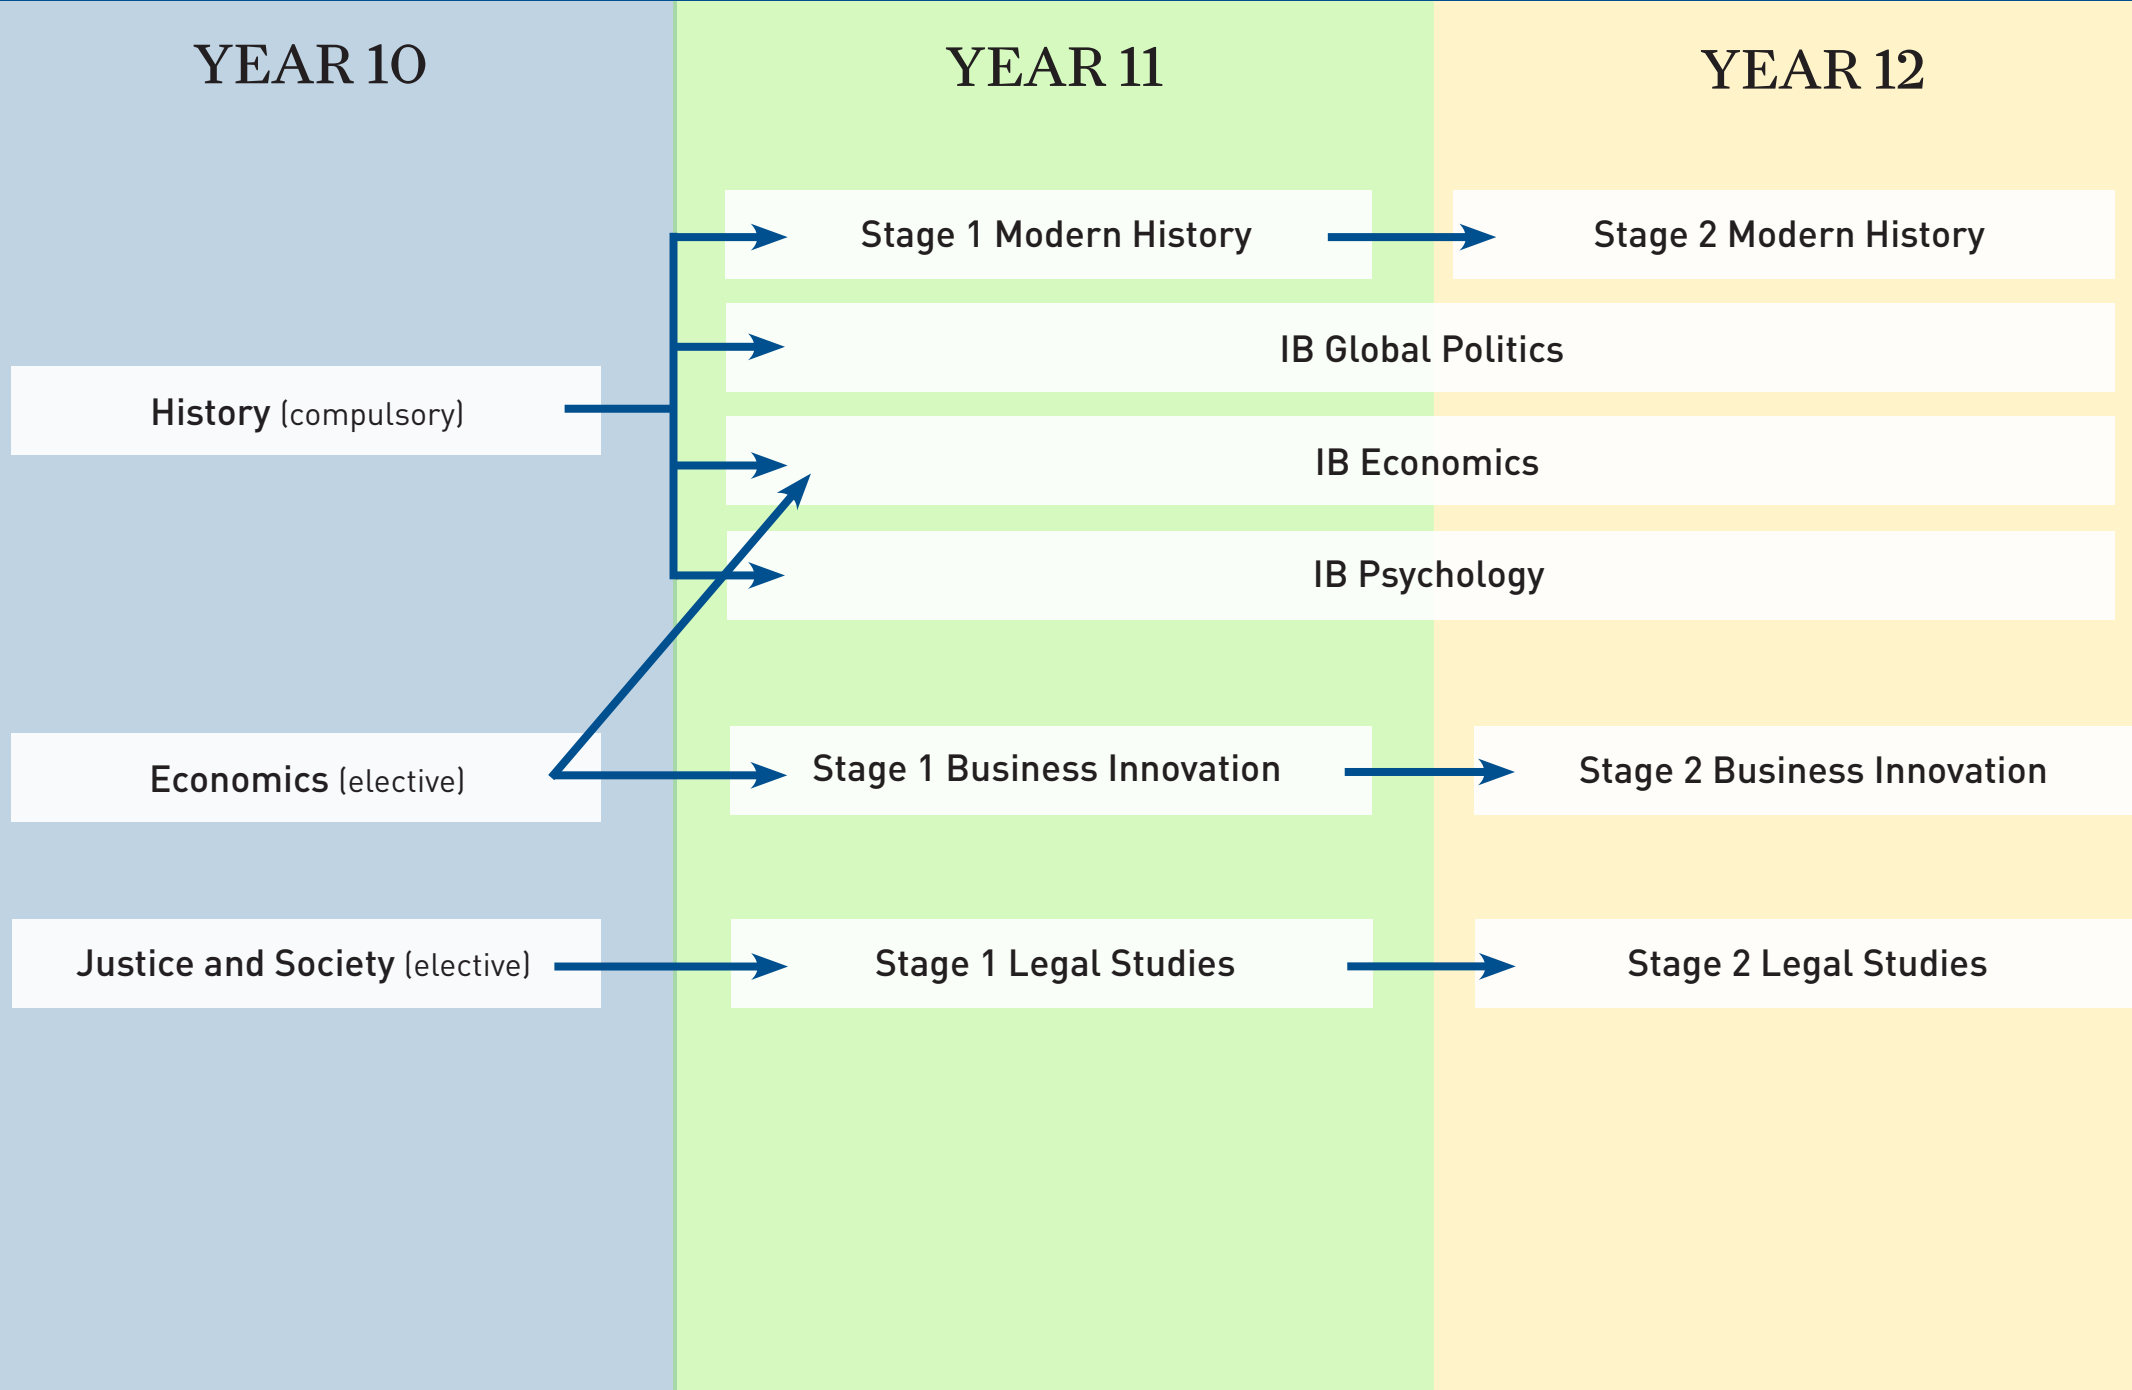 YEAR 10
YEAR 11
YEAR 12
Stage 1 Modern History
Stage 2 Modern History
IB Global Politics
History (compulsory)
IB Economics
IB Psychology
Economics (elective)
Stage 1 Business Innovation
Stage 2 Business Innovation
Justice and Society (elective)
Stage 1 Legal Studies
Stage 2 Legal Studies